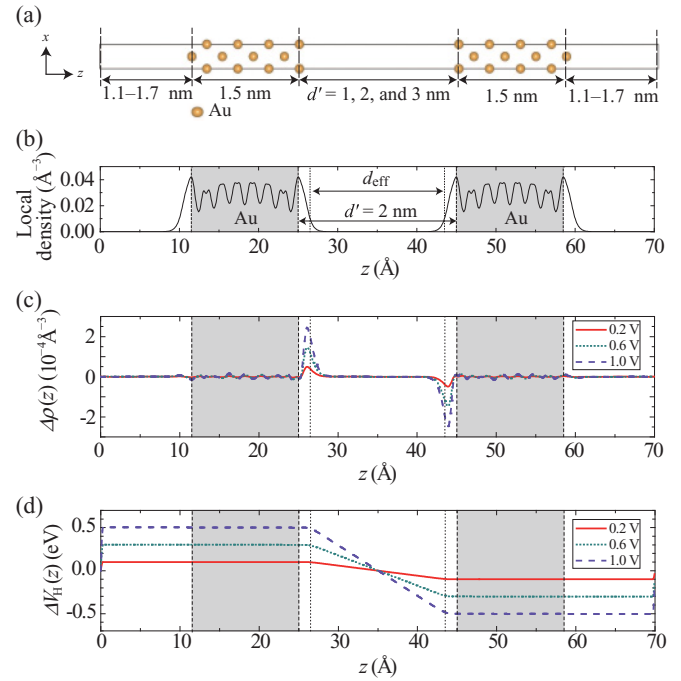 (a)
x
z
1.1–1.7 nm
1.5 nm
d′ = 1, 2, and 3 nm
1.5 nm
1.1–1.7 nm
Au
(b)
Local
density (Å⁻³)
0.04
0.02
0.00
d_eff
d′ = 2 nm
Au
Au
0 10 20 30 40 50 60 70
z (Å)
(c)
Δρ(z) (10⁻⁴Å⁻³)
2
0
-2
0.2 V
0.6 V
1.0 V
0 10 20 30 40 50 60 70
z (Å)
(d)
ΔV_H(z) (eV)
0.5
0.0
-0.5
0.2 V
0.6 V
1.0 V
0 10 20 30 40 50 60 70
z (Å)